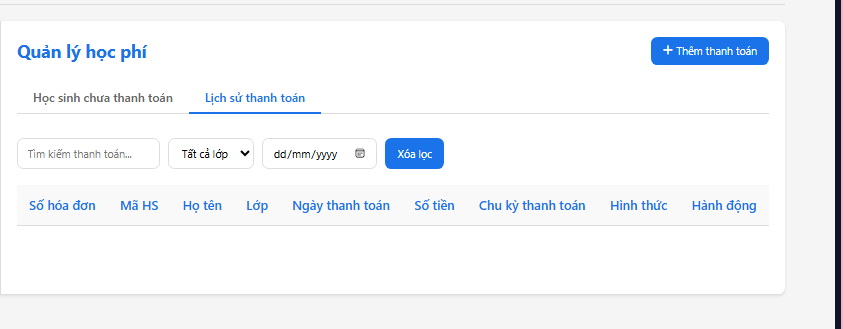 Quản lý học phí
+ Thêm thanh toán
Học sinh chưa thanh toán Lịch sử thanh toán
Tìm kiếm thanh toán... Tất cả lớp dd/mm/yyyy Xóa lọc
Số hóa đơn Mã HS Họ tên Lớp Ngày thanh toán Số tiền Chu kỳ thanh toán Hình thức Hành động